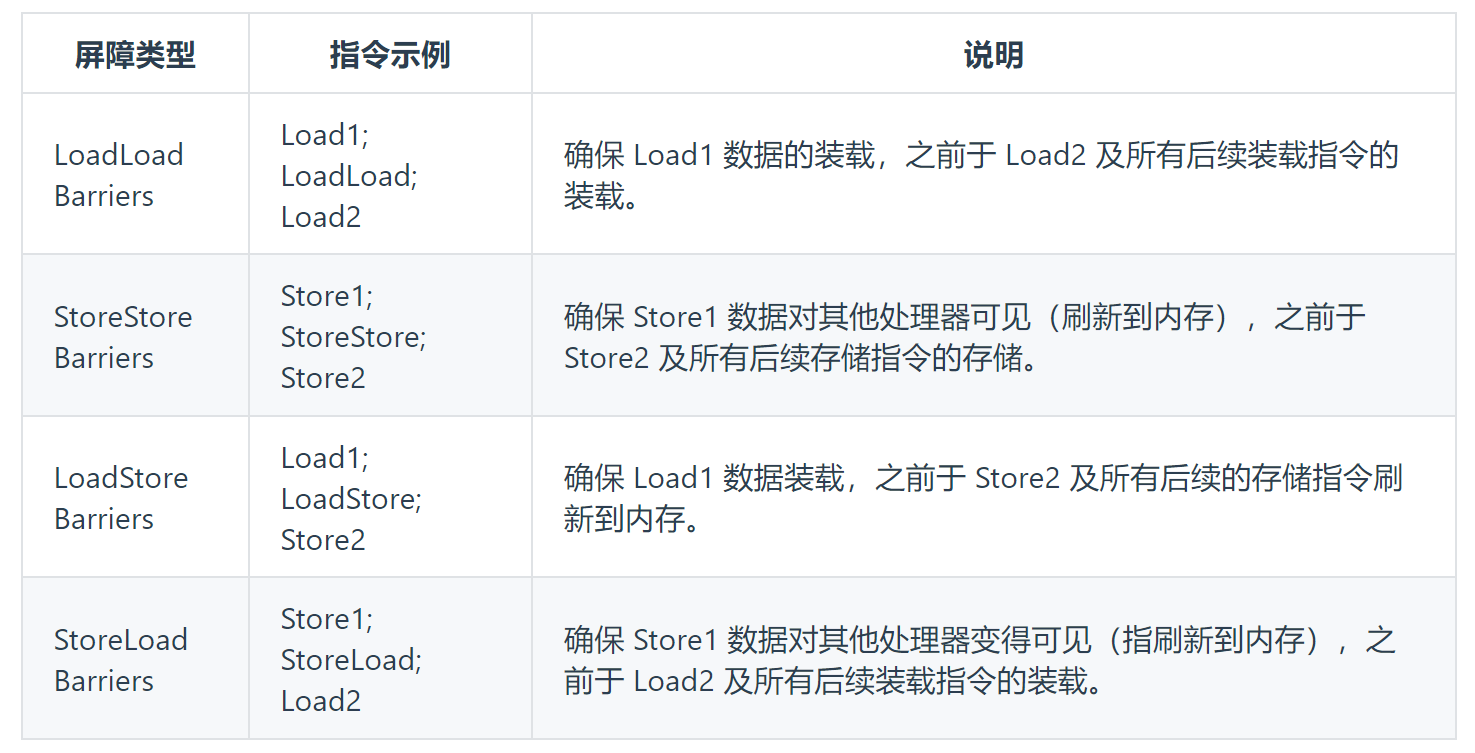 屏障类型
指令示例
说明
LoadLoad
Barriers
Load1;
LoadLoad;
Load2
确保 Load1 数据的装载，之前于 Load2 及所有后续装载指令的
装载。
StoreStore
Barriers
Store1;
StoreStore;
Store2
确保 Store1 数据对其他处理器可见（刷新到内存），之前于
Store2 及所有后续存储指令的存储。
LoadStore
Barriers
Load1;
LoadStore;
Store2
确保 Load1 数据装载，之前于 Store2 及所有后续的存储指令刷
新到内存。
StoreLoad
Barriers
Store1;
StoreLoad;
Load2
确保 Store1 数据对其他处理器变得可见（指刷新到内存），之
前于 Load2 及所有后续装载指令的装载。